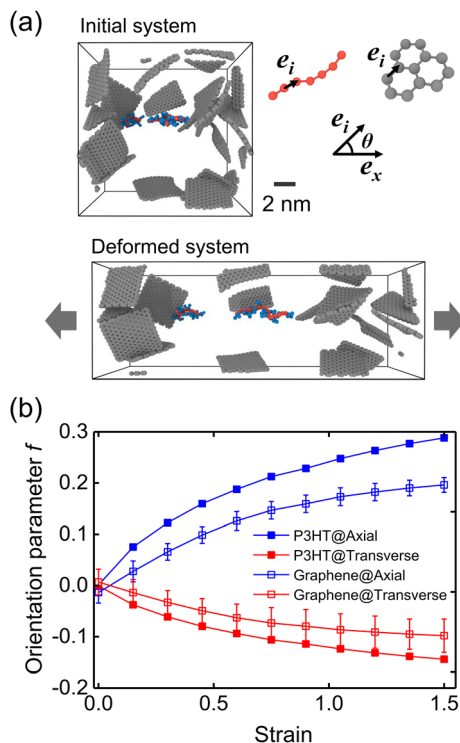 (a)
Initial system
e_i
e_i
e_i
θ
e_x
2 nm
Deformed system
(b)
Orientation parameter f
0.3
0.2
0.1
0.0
-0.1
-0.2
P3HT@Axial
P3HT@Transverse
Graphene@Axial
Graphene@Transverse
0.0 0.5 1.0 1.5
Strain